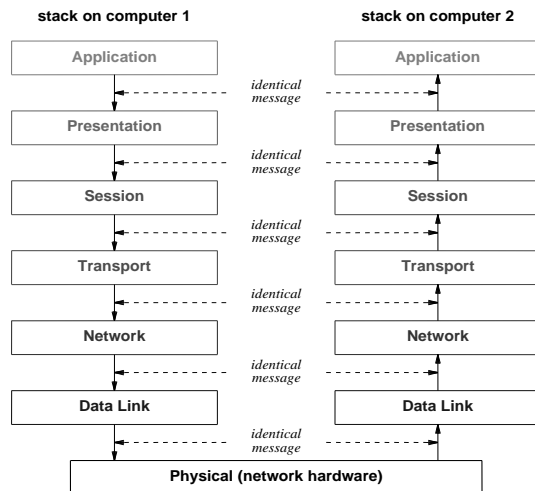 stack on computer 1
stack on computer 2
Application
Application
identical
message
Presentation
Presentation
identical
message
Session
Session
identical
message
Transport
Transport
identical
message
Network
Network
identical
message
Data Link
Data Link
identical
message
Physical (network hardware)